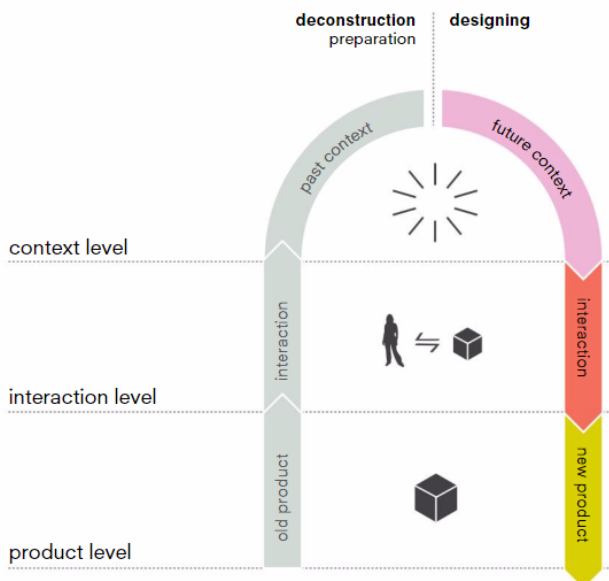 deconstruction
preparation
designing
past context
future context
context level
interaction
interaction
interaction level
old product
new product
product level